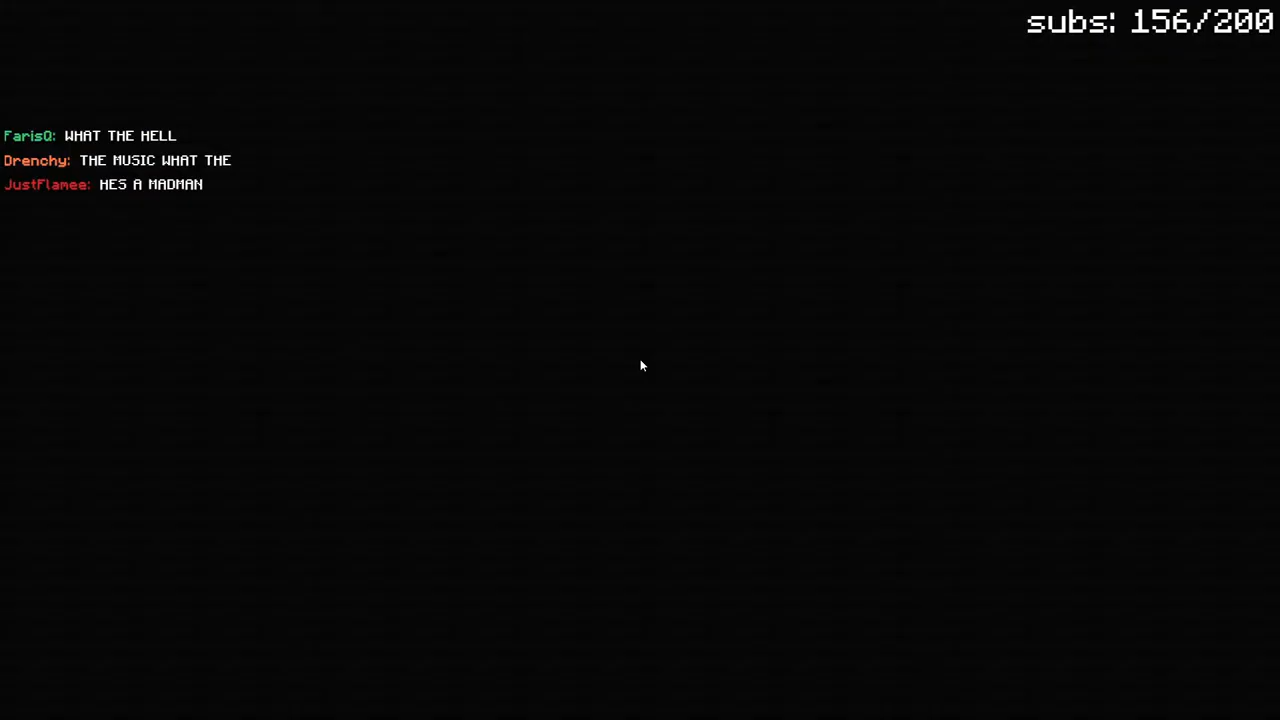 subs: 156/200
FarisQ: WHAT THE HELL
Drenchy: THE MUSIC WHAT THE
JustFlamee: HES A MADMAN